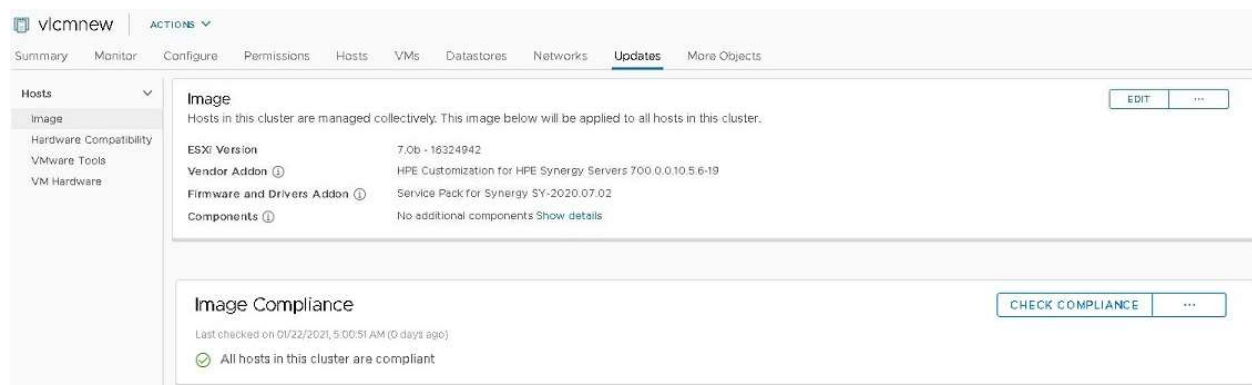 vlcmnew ACTIONS
Summary Monitor Configure Permissions Hosts VMs Datastores Networks Updates More Objects
Hosts
Image
Hardware Compatibility
VMware Tools
VM Hardware
Image
EDIT ...
Hosts in this cluster are managed collectively. This image below will be applied to all hosts in this cluster.
ESXi Version 7.0b - 16324942
Vendor Addon HPE Customization for HPE Synergy Servers 700.0.0.10.5.6-19
Firmware and Drivers Addon Service Pack for Synergy SY-2020.07.02
Components No additional components Show details
Image Compliance
CHECK COMPLIANCE ...
Last checked on 01/22/2021, 5:00:51 AM (0 days ago)
All hosts in this cluster are compliant